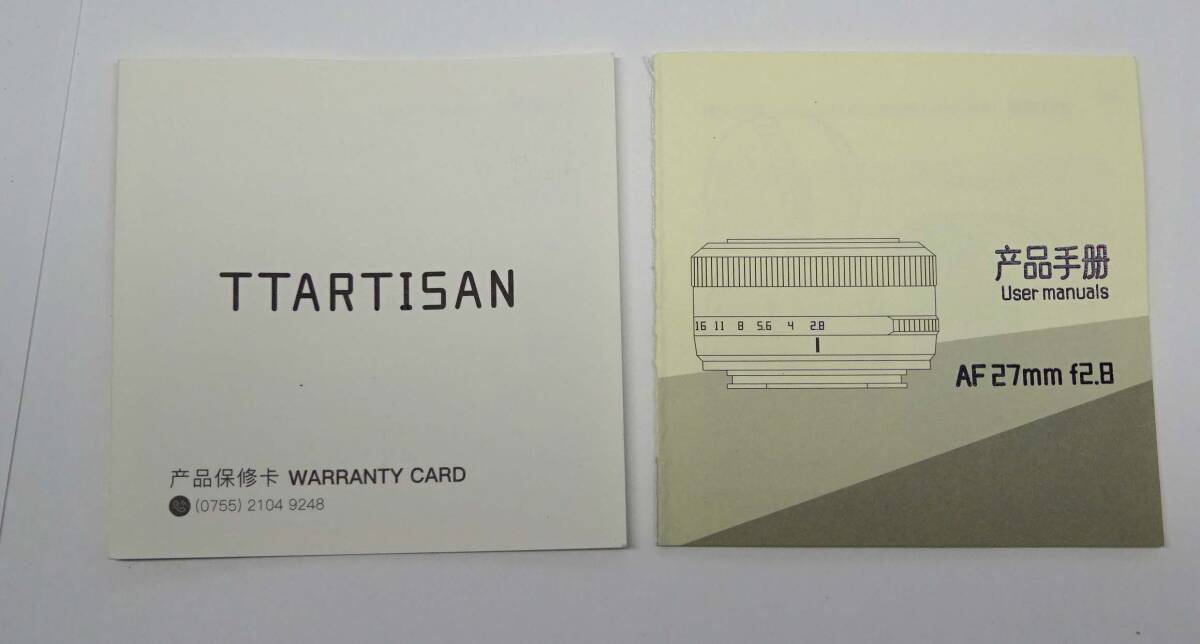 TTARTISAN
产品保修卡 WARRANTY CARD
(0755) 2104 9248
产品手册
User manuals
16 11 8 5.6 4 2.8
AF 27mm f2.8